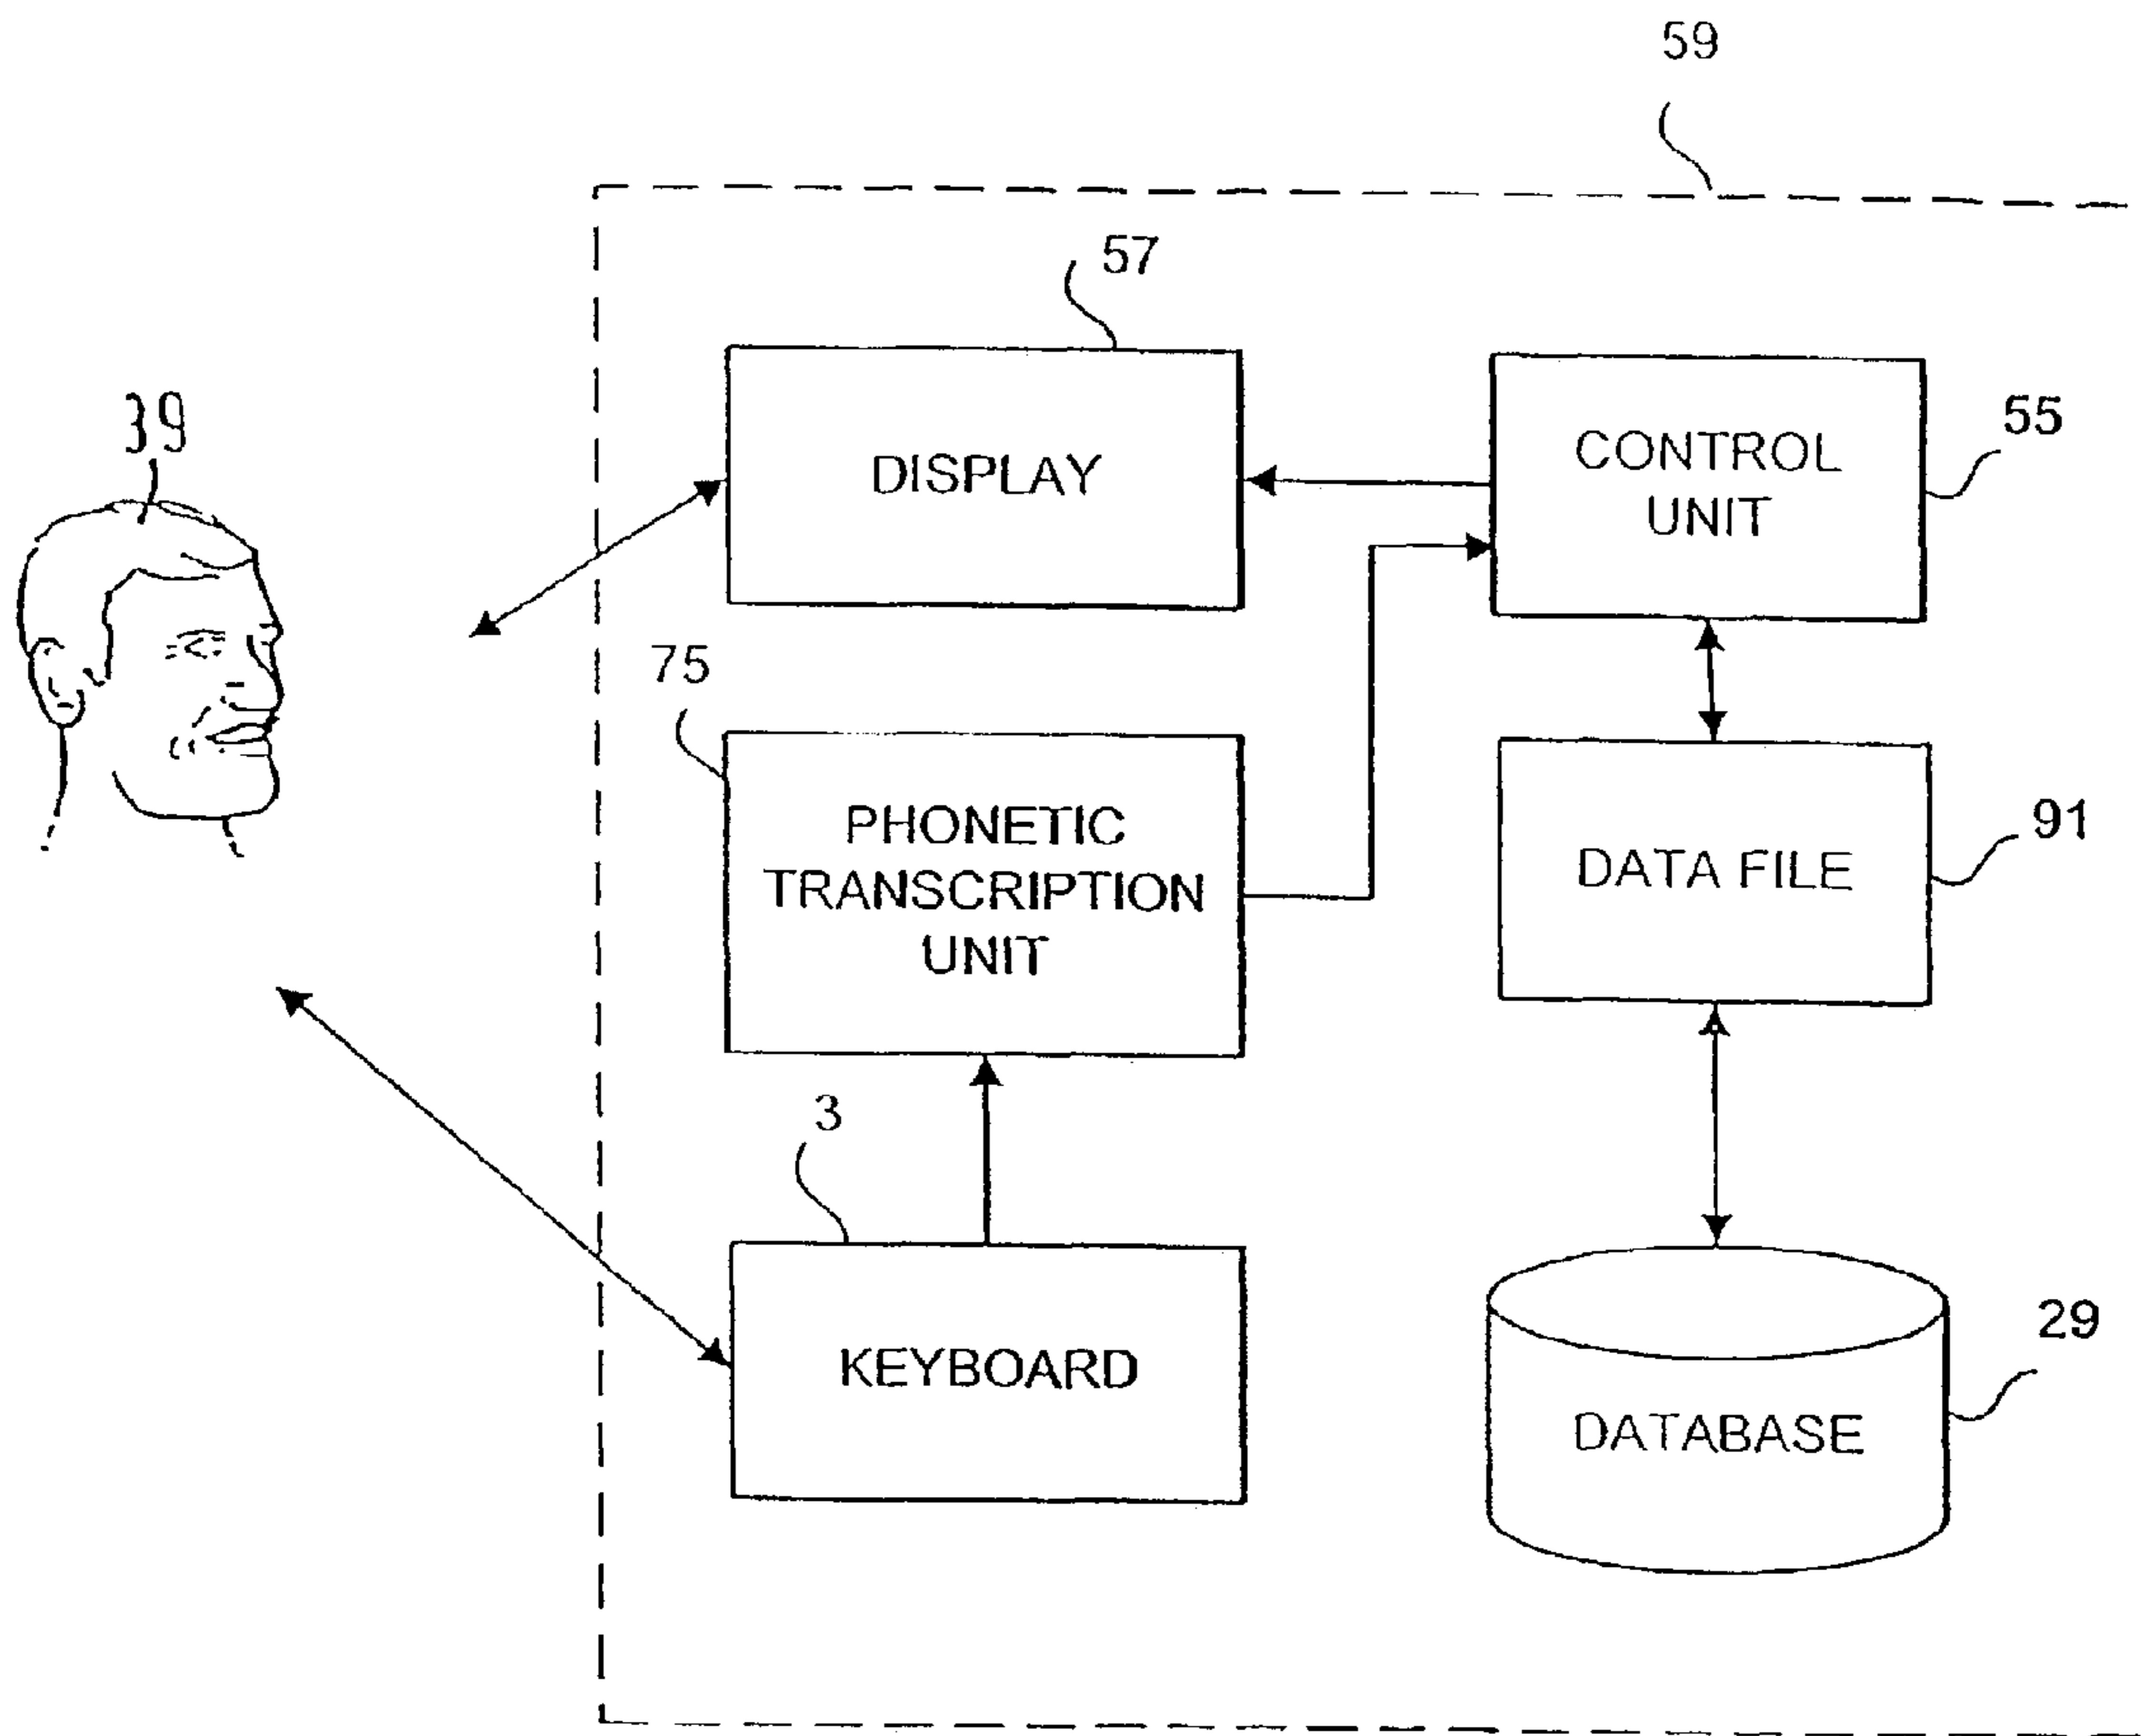 59
57
DISPLAY
CONTROL
UNIT
55
39
75
PHONETIC
TRANSCRIPTION
UNIT
DATA FILE
91
3
KEYBOARD
DATABASE
29